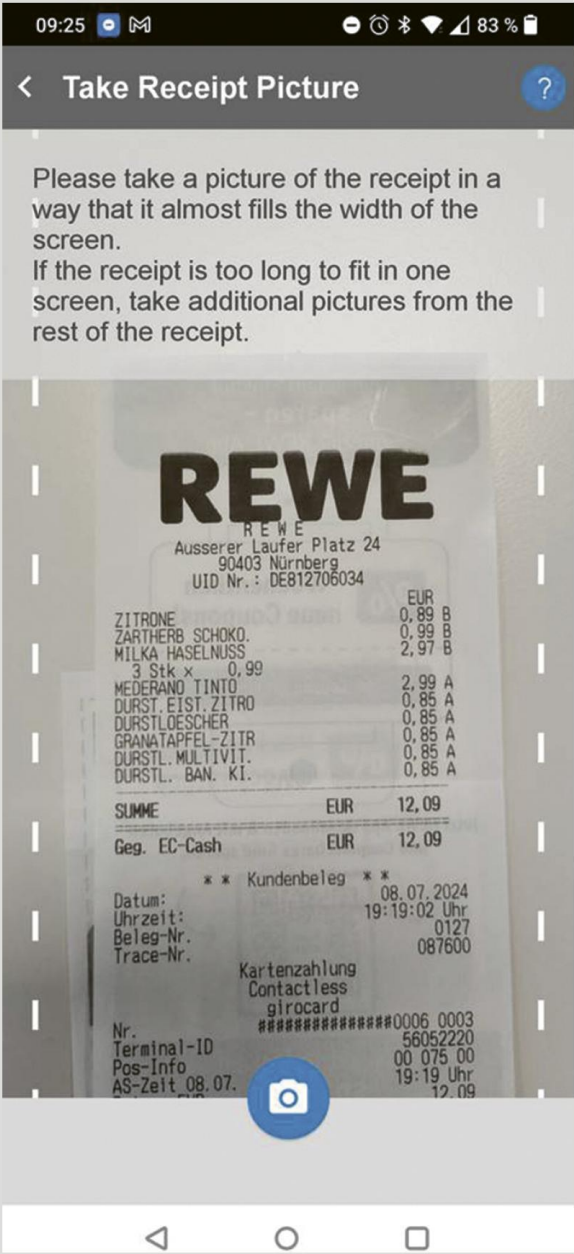 09:25 83 %
Take Receipt Picture ?
Please take a picture of the receipt in a
way that it almost fills the width of the
screen.
If the receipt is too long to fit in one
screen, take additional pictures from the
rest of the receipt.
REWE
REWE
Ausserer Laufer Platz 24
90403 Nürnberg
UID Nr.: DE812706034
EUR
ZITRONE 0,89 B
ZARTHERB SCHOKO. 0,99 B
MILKA HASELNUSS 2,97 B
3 Stk x 0,99
MEDERANO TINTO 2,99 A
DURST.EIST.ZITRO 0,85 A
DURSTLOESCHER 0,85 A
GRANATAPFEL-ZITR 0,85 A
DURSTL.MULTIVIT. 0,85 A
DURSTL. BAN. KI. 0,85 A
SUMME EUR 12,09
Geg. EC-Cash EUR 12,09
* * Kundenbeleg * *
Datum: 08.07.2024
Uhrzeit: 19:19:02 Uhr
Beleg-Nr. 0127
Trace-Nr. 087600
Kartenzahlung
Contactless
girocard
Nr. ###############0006 0003
Terminal-ID 56052220
Pos-Info 00 075 00
AS-Zeit 08.07. 19:19 Uhr
12,09